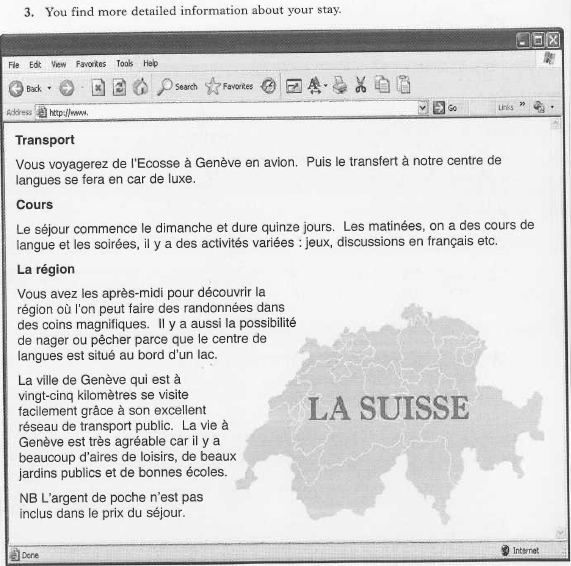 3. You find more detailed information about your stay.
File Edit View Favorites Tools Help
Back Search Favorites
Address http://www. Go Links »
Transport
Vous voyagerez de l'Ecosse à Genève en avion. Puis le transfert à notre centre de
langues se fera en car de luxe.
Cours
Le séjour commence le dimanche et dure quinze jours. Les matinées, on a des cours de
langue et les soirées, il y a des activités variées : jeux, discussions en français etc.
La région
Vous avez les après-midi pour découvrir la
région où l'on peut faire des randonnées dans
des coins magnifiques. Il y a aussi la possibilité
de nager ou pêcher parce que le centre de
langues est situé au bord d'un lac.
La ville de Genève qui est à
vingt-cinq kilomètres se visite
facilement grâce à son excellent
réseau de transport public. La vie à
Genève est très agréable car il y a
beaucoup d'aires de loisirs, de beaux
jardins publics et de bonnes écoles.
NB L'argent de poche n'est pas
inclus dans le prix du séjour.
LA SUISSE
Done Internet